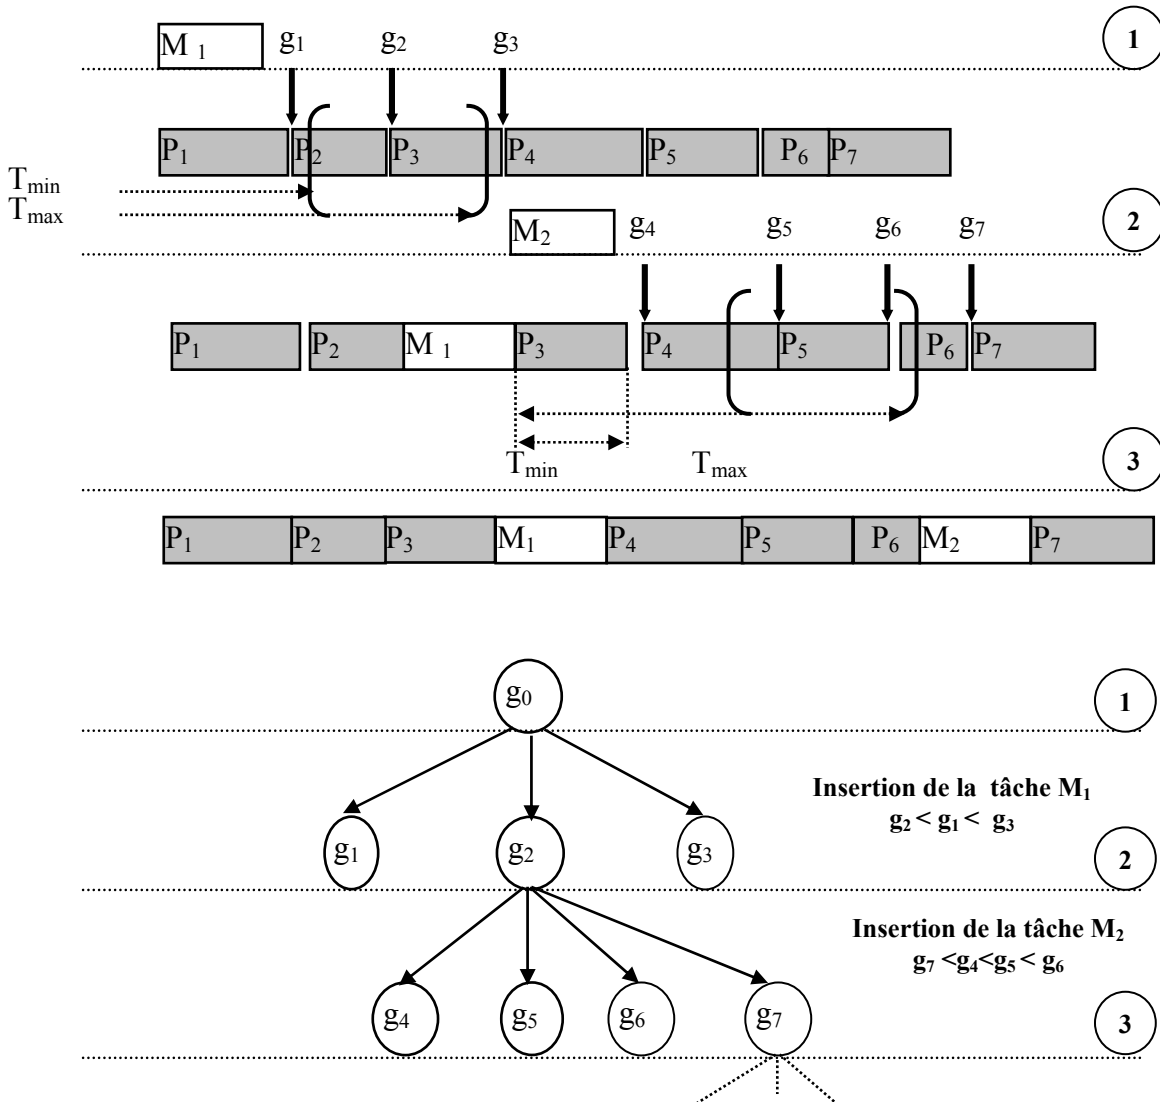 M 1 g1 g2 g3 1
P1 P2 P3 P4 P5 P6 P7
Tmin
Tmax
M2 g4 g5 g6 g7 2
P1 P2 M 1 P3 P4 P5 P6 P7
Tmin Tmax 3
P1 P2 P3 M1 P4 P5 P6 M2 P7
g0 1
Insertion de la tâche M1
g2 < g1 < g3
g1 g2 g3 2
Insertion de la tâche M2
g7 <g4<g5 < g6
g4 g5 g6 g7 3